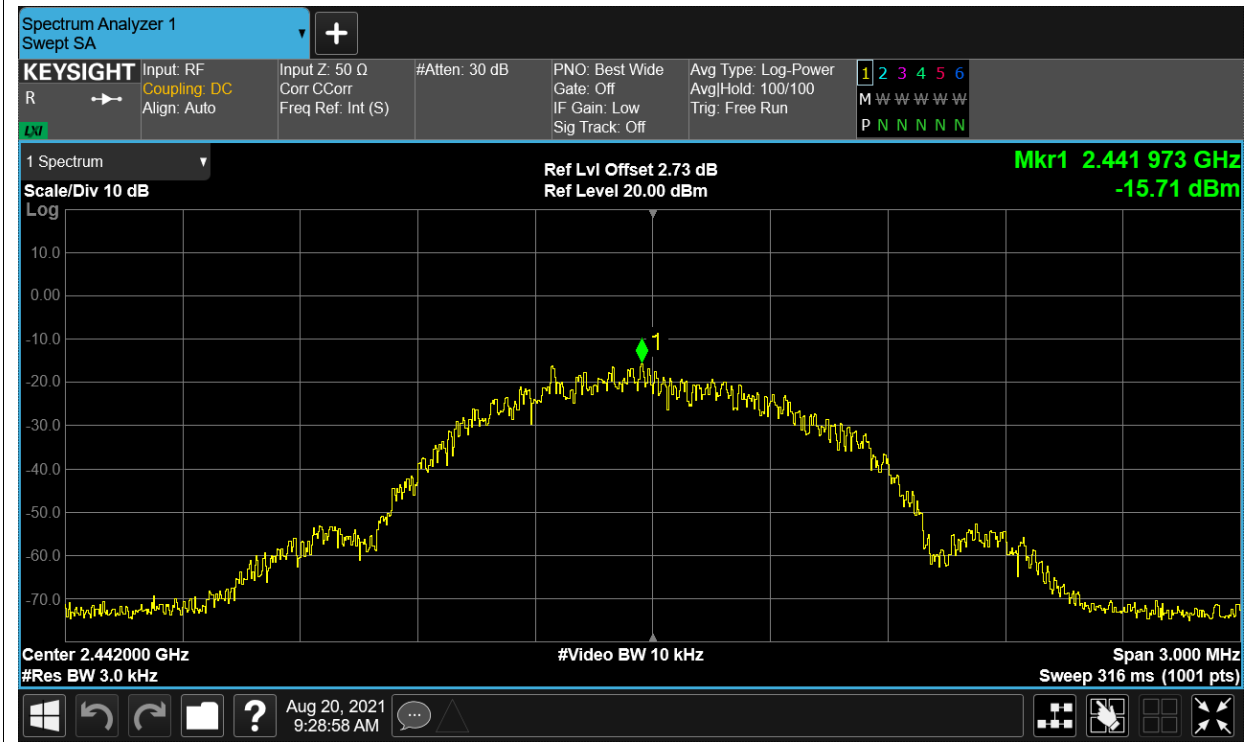 Spectrum Analyzer 1
Swept SA
+
KEYSIGHT
R
LXI
Input: RF
Coupling: DC
Align: Auto
Input Z: 50 Ω
Corr CCorr
Freq Ref: Int (S)
#Atten: 30 dB
PNO: Best Wide
Gate: Off
IF Gain: Low
Sig Track: Off
Avg Type: Log-Power
Avg|Hold: 100/100
Trig: Free Run
1 2 3 4 5 6
M W W W W W
P N N N N N
1 Spectrum
Scale/Div 10 dB
Log
Ref Lvl Offset 2.73 dB
Ref Level 20.00 dBm
Mkr1 2.441 973 GHz
-15.71 dBm
10.0
0.00
-10.0
1
-20.0
-30.0
-40.0
-50.0
-60.0
-70.0
Center 2.442000 GHz
#Res BW 3.0 kHz
#Video BW 10 kHz
Span 3.000 MHz
Sweep 316 ms (1001 pts)
?
Aug 20, 2021
9:28:58 AM